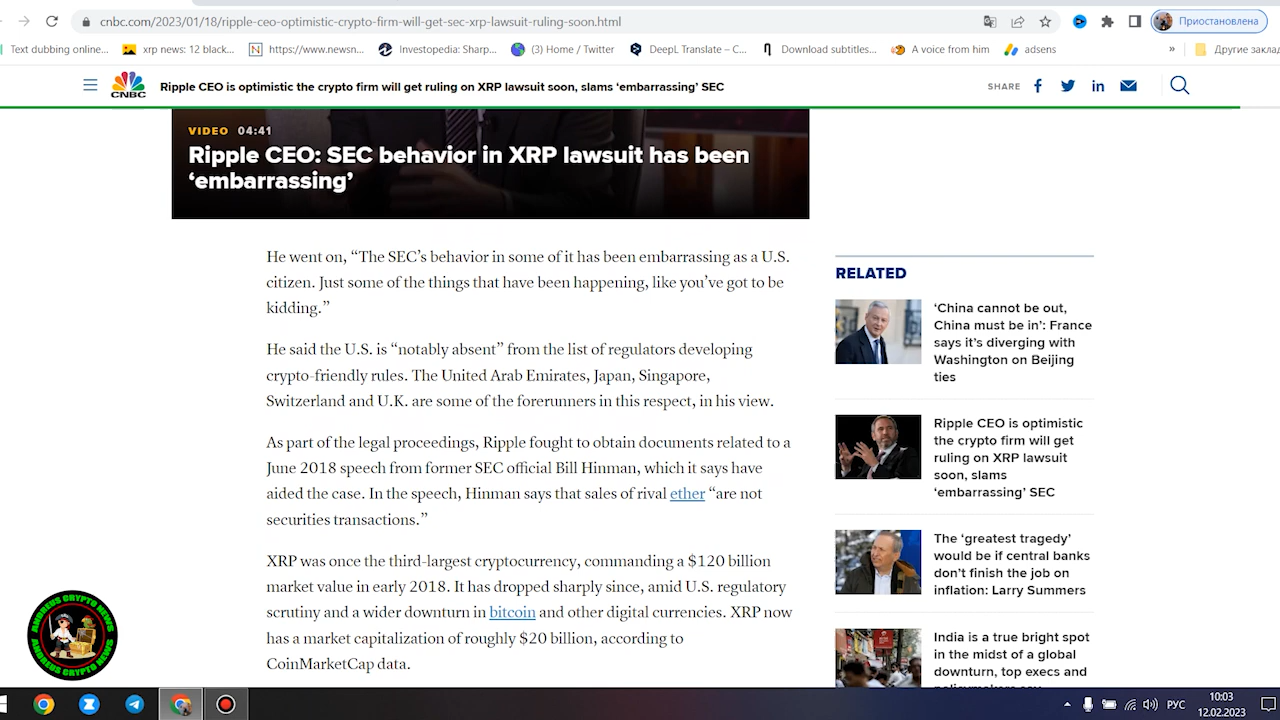 cnbc.com/2023/01/18/ripple-ceo-optimistic-crypto-firm-will-get-sec-xrp-lawsuit-ruling-soon.html
Приостановлена
Text dubbing online...
xrp news: 12 black...
https://www.newsn...
Investopedia: Sharp...
(3) Home / Twitter
DeepL Translate – C...
Download subtitles...
A voice from him
adsens
»
Другие закла
CNBC
Ripple CEO is optimistic the crypto firm will get ruling on XRP lawsuit soon, slams ‘embarrassing’ SEC
SHARE
VIDEO 04:41
Ripple CEO: SEC behavior in XRP lawsuit has been
‘embarrassing’
He went on, “The SEC’s behavior in some of it has been embarrassing as a U.S.
citizen. Just some of the things that have been happening, like you’ve got to be
kidding.”
He said the U.S. is “notably absent” from the list of regulators developing
crypto-friendly rules. The United Arab Emirates, Japan, Singapore,
Switzerland and U.K. are some of the forerunners in this respect, in his view.
As part of the legal proceedings, Ripple fought to obtain documents related to a
June 2018 speech from former SEC official Bill Hinman, which it says have
aided the case. In the speech, Hinman says that sales of rival ether “are not
securities transactions.”
XRP was once the third-largest cryptocurrency, commanding a $120 billion
market value in early 2018. It has dropped sharply since, amid U.S. regulatory
scrutiny and a wider downturn in bitcoin and other digital currencies. XRP now
has a market capitalization of roughly $20 billion, according to
CoinMarketCap data.
RELATED
‘China cannot be out,
China must be in’: France
says it’s diverging with
Washington on Beijing
ties
Ripple CEO is optimistic
the crypto firm will get
ruling on XRP lawsuit
soon, slams
‘embarrassing’ SEC
The ‘greatest tragedy’
would be if central banks
don’t finish the job on
inflation: Larry Summers
India is a true bright spot
in the midst of a global
downturn, top execs and
ANDREUS CRYPTO NEWS
ANDREUS CRYPTO NEWS
РУС
10:03
12.02.2023